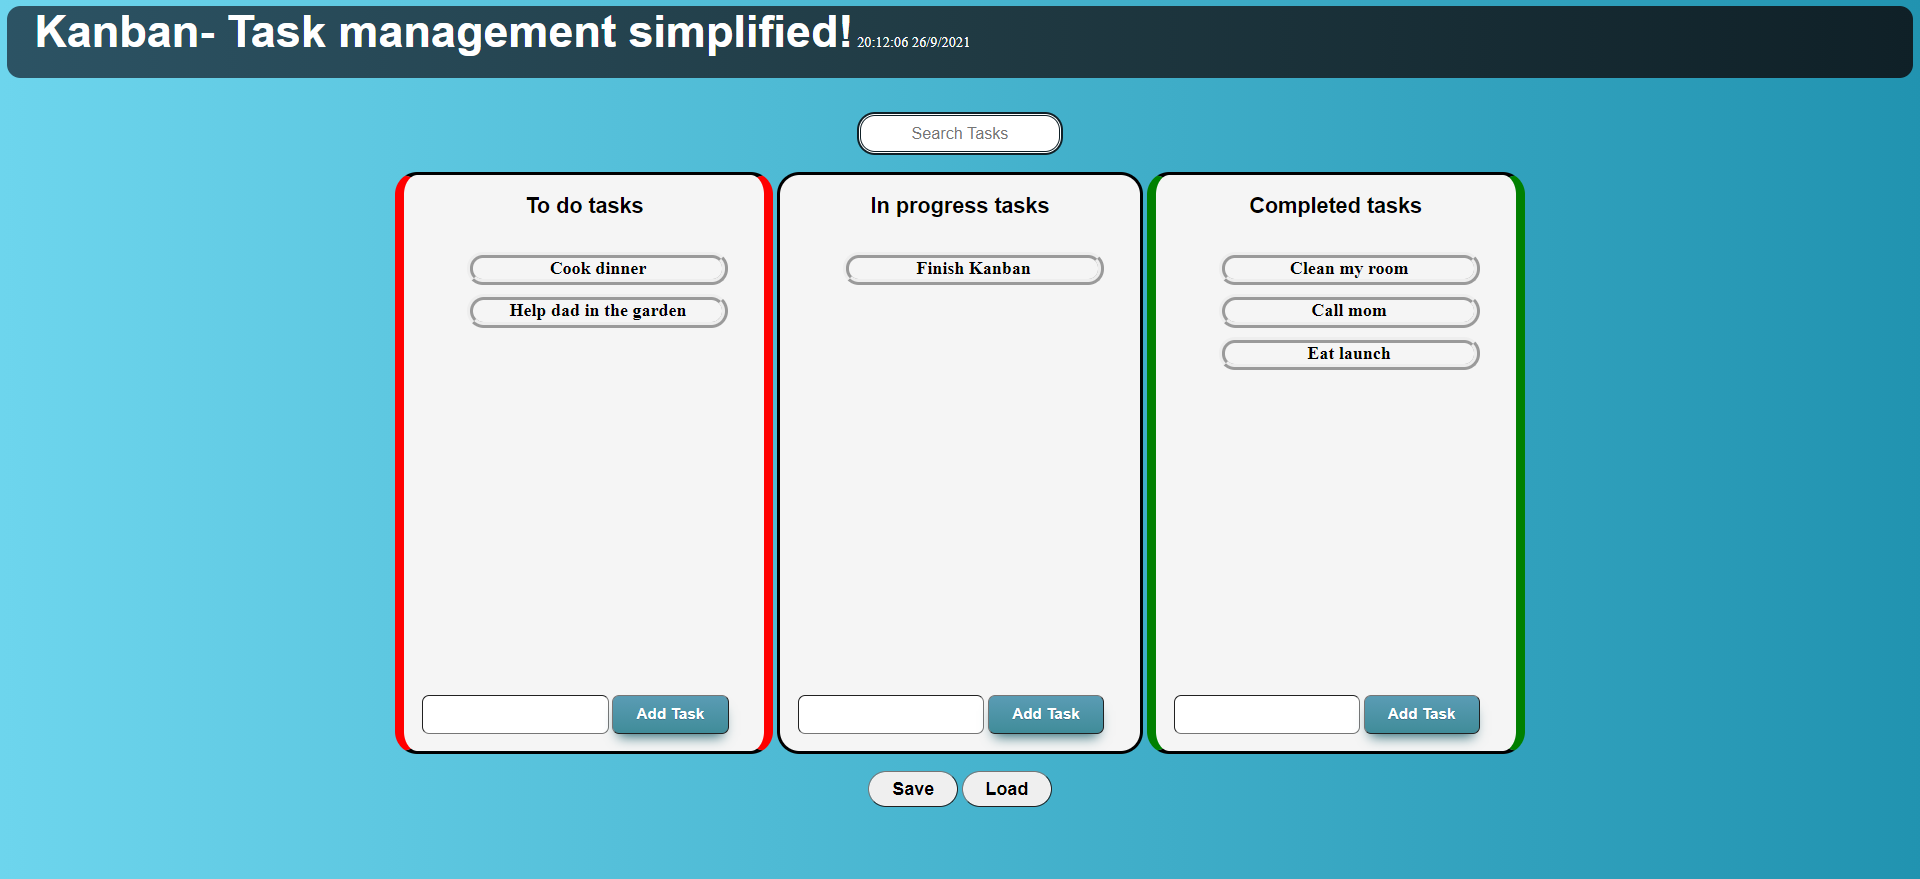 Kanban- Task management simplified! 20:12:06 26/9/2021
Search Tasks
To do tasks
Cook dinner
Help dad in the garden
Add Task
In progress tasks
Finish Kanban
Add Task
Completed tasks
Clean my room
Call mom
Eat launch
Add Task
Save Load